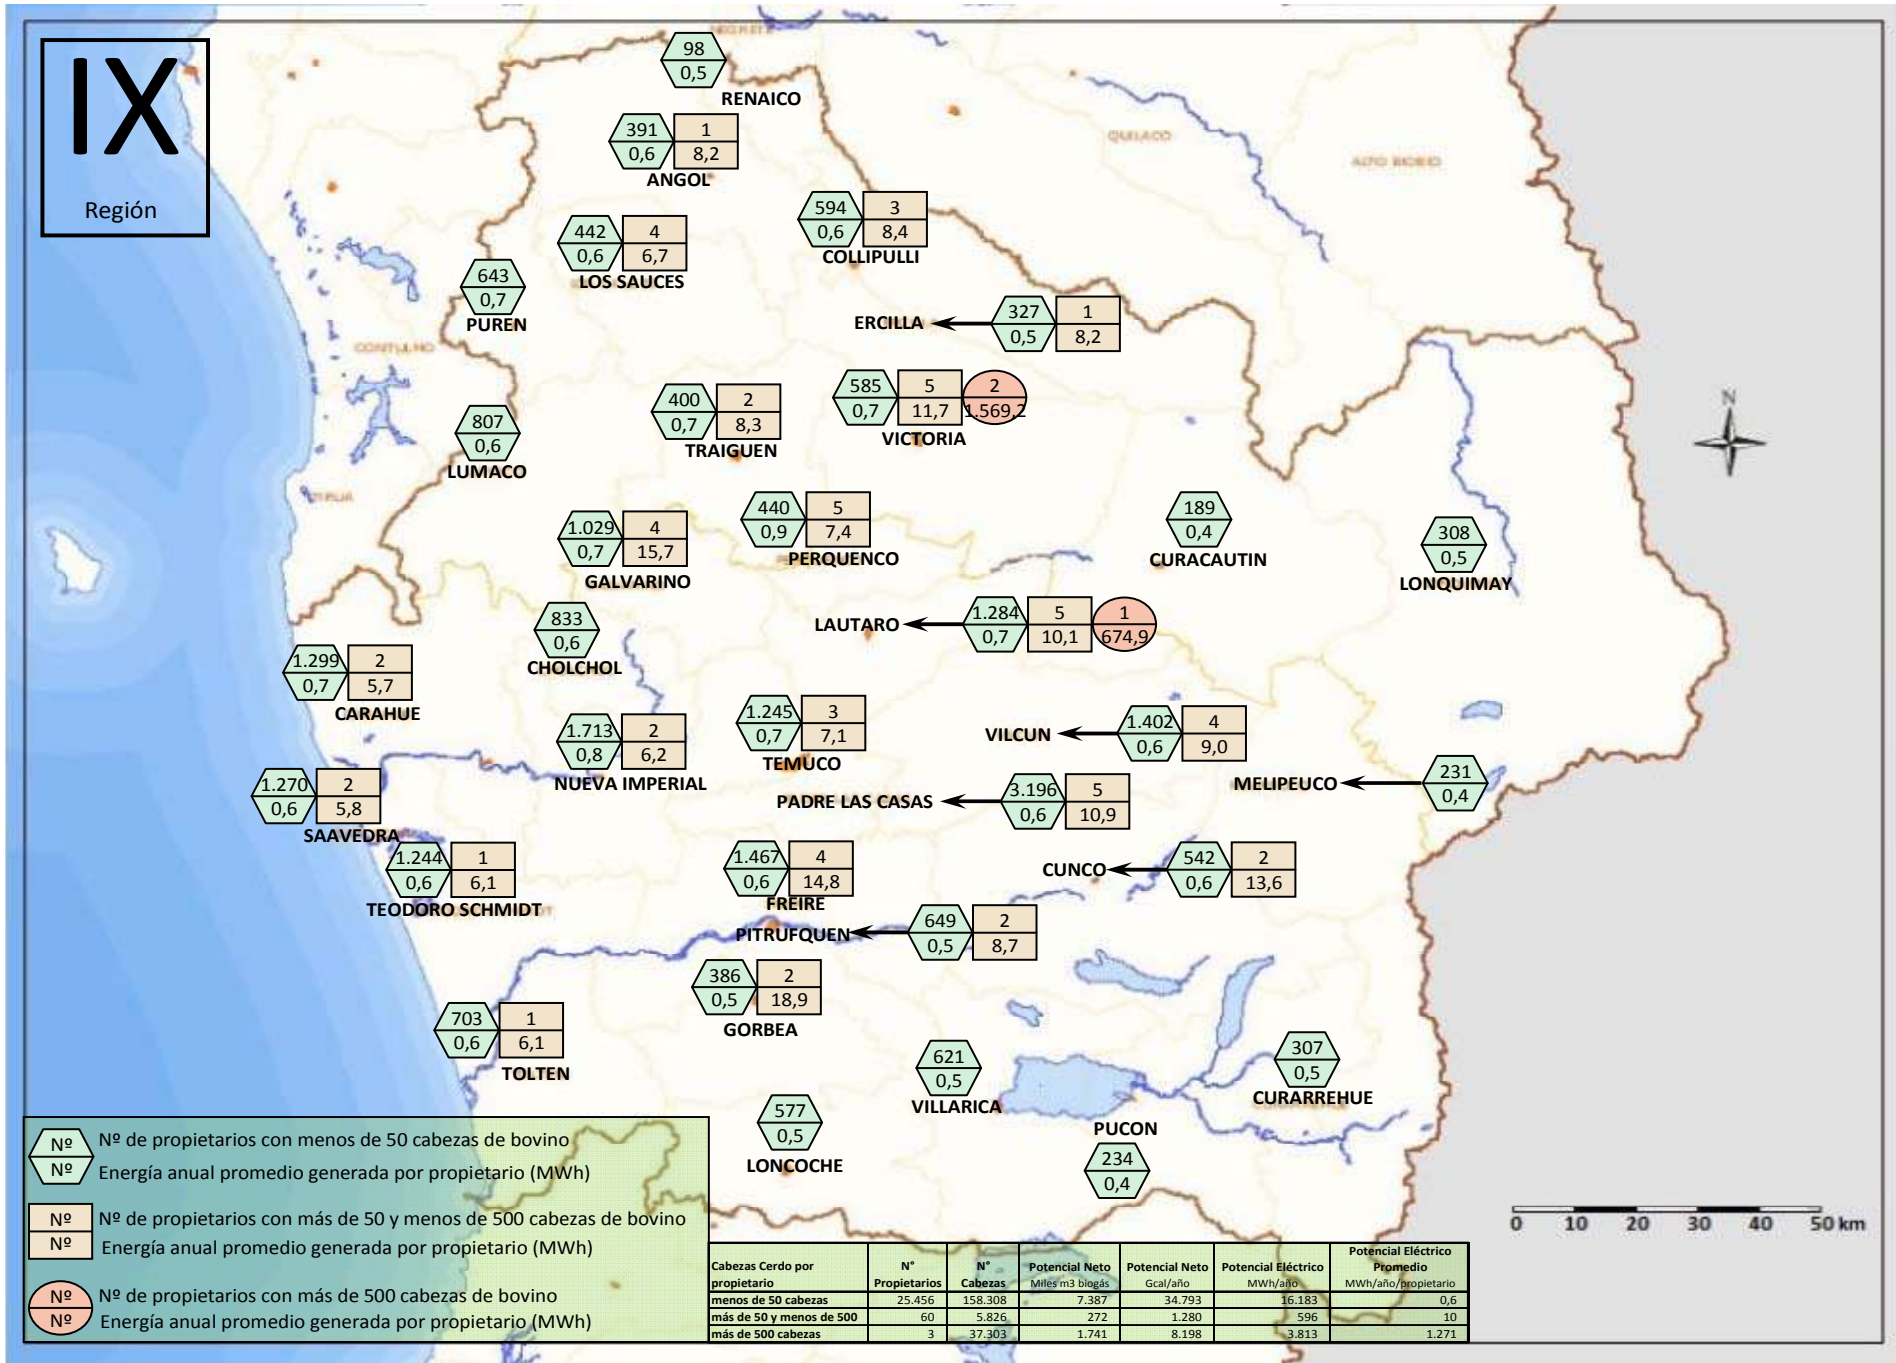 IX
Región
NEGRETE
98
0,5
RENAICO
391
0,6
1
8,2
ANGOL
QUILACO
ALTO BIOBIO
594
0,6
3
8,4
COLLIPULLI
442
0,6
4
6,7
LOS SAUCES
643
0,7
PUREN
ERCILLA
327
0,5
1
8,2
CONTULMO
585
0,7
5
11,7
2
1.569,2
VICTORIA
400
0,7
2
8,3
TRAIGUEN
N
807
0,6
LUMACO
TIRUA
1.029
0,7
4
15,7
GALVARINO
440
0,9
5
7,4
PERQUENCO
189
0,4
CURACAUTIN
308
0,5
LONQUIMAY
833
0,6
CHOLCHOL
LAUTARO
1.284
0,7
5
10,1
1
674,9
1.299
0,7
2
5,7
CARAHUE
1.713
0,8
2
6,2
NUEVA IMPERIAL
1.245
0,7
3
7,1
TEMUCO
VILCUN
1.402
0,6
4
9,0
MELIPEUCO
231
0,4
1.270
0,6
2
5,8
SAAVEDRA
PADRE LAS CASAS
3.196
0,6
5
10,9
1.244
0,6
1
6,1
TEODORO SCHMIDT
1.467
0,6
4
14,8
FREIRE
CUNCO
542
0,6
2
13,6
PITRUFQUEN
649
0,5
2
8,7
386
0,5
2
18,9
GORBEA
703
0,6
1
6,1
TOLTEN
621
0,5
VILLARICA
307
0,5
CURARREHUE
577
0,5
LONCOCHE
PUCON
234
0,4
Nº Nº de propietarios con menos de 50 cabezas de bovino
Nº Energía anual promedio generada por propietario (MWh)
Nº Nº de propietarios con más de 50 y menos de 500 cabezas de bovino
Nº Energía anual promedio generada por propietario (MWh)
Nº Nº de propietarios con más de 500 cabezas de bovino
Nº Energía anual promedio generada por propietario (MWh)
0 10 20 30 40 50 km
Cabezas Cerdo por propietario N° Propietarios N° Cabezas Potencial Neto Miles m3 biogás Potencial Neto Gcal/año Potencial Eléctrico MWh/año Potencial Eléctrico Promedio MWh/año/propietario
menos de 50 cabezas 25.456 158.308 7.387 34.793 16.183 0,6
más de 50 y menos de 500 60 5.826 272 1.280 596 10
más de 500 cabezas 3 37.303 1.741 8.198 3.813 1.271